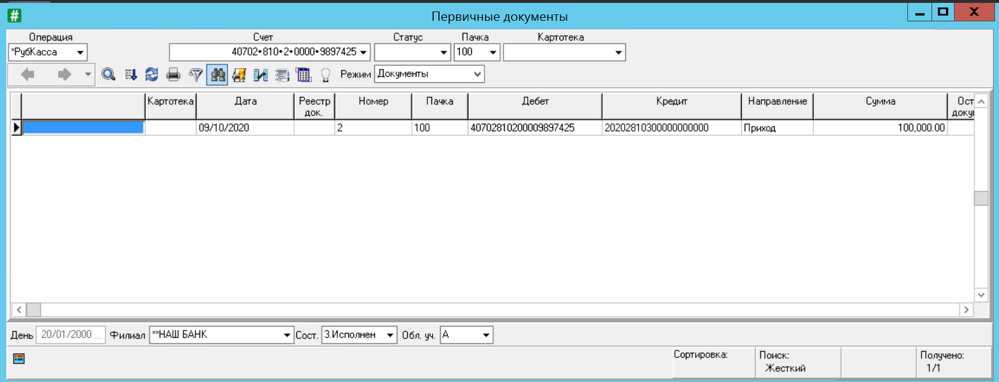 Первичные документы
Операция Счет Статус Пачка Картотека
*РубКасса 40702•810•2•0000•9897425 100
Режим Документы
Картотека Дата Реестр док. Номер Пачка Дебет Кредит Направление Сумма Ост докум
09/10/2020 2 100 40702810200009897425 20202810300000000000 Приход 100,000.00
День 20/01/2000 ... Филиал **НАШ БАНК Сост. 3.Исполнен Обл. уч. А
Сортировка: Поиск: Получено:
Жесткий 1/1